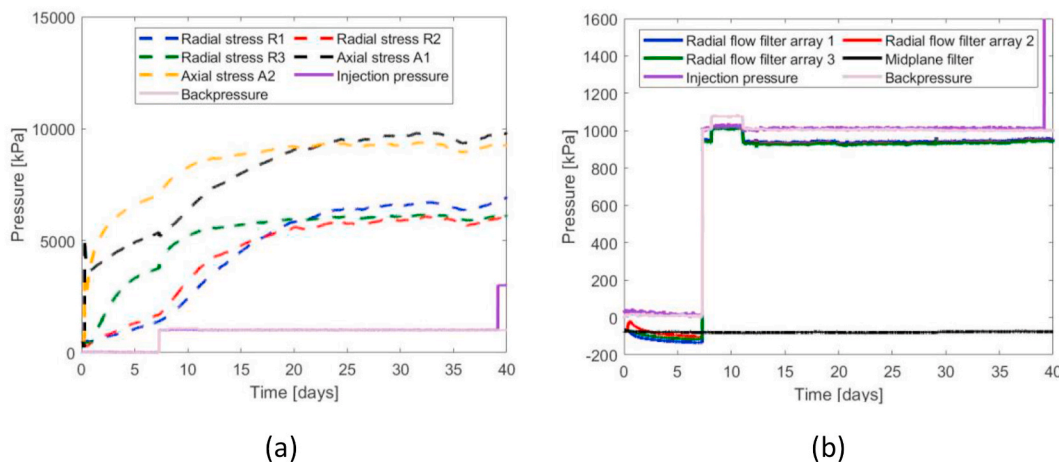 15000
10000
5000
0
Pressure [kPa]
Radial stress R1 Radial stress R2
Radial stress R3 Axial stress A1
Axial stress A2 Injection pressure
Backpressure
0 5 10 15 20 25 30 35 40
Time [days]
(a)
1600
1400
1200
1000
800
600
400
200
0
-200
-400
Pressure [kPa]
Radial flow filter array 1 Radial flow filter array 2
Radial flow filter array 3 Midplane filter
Injection pressure Backpressure
0 5 10 15 20 25 30 35 40
Time [days]
(b)